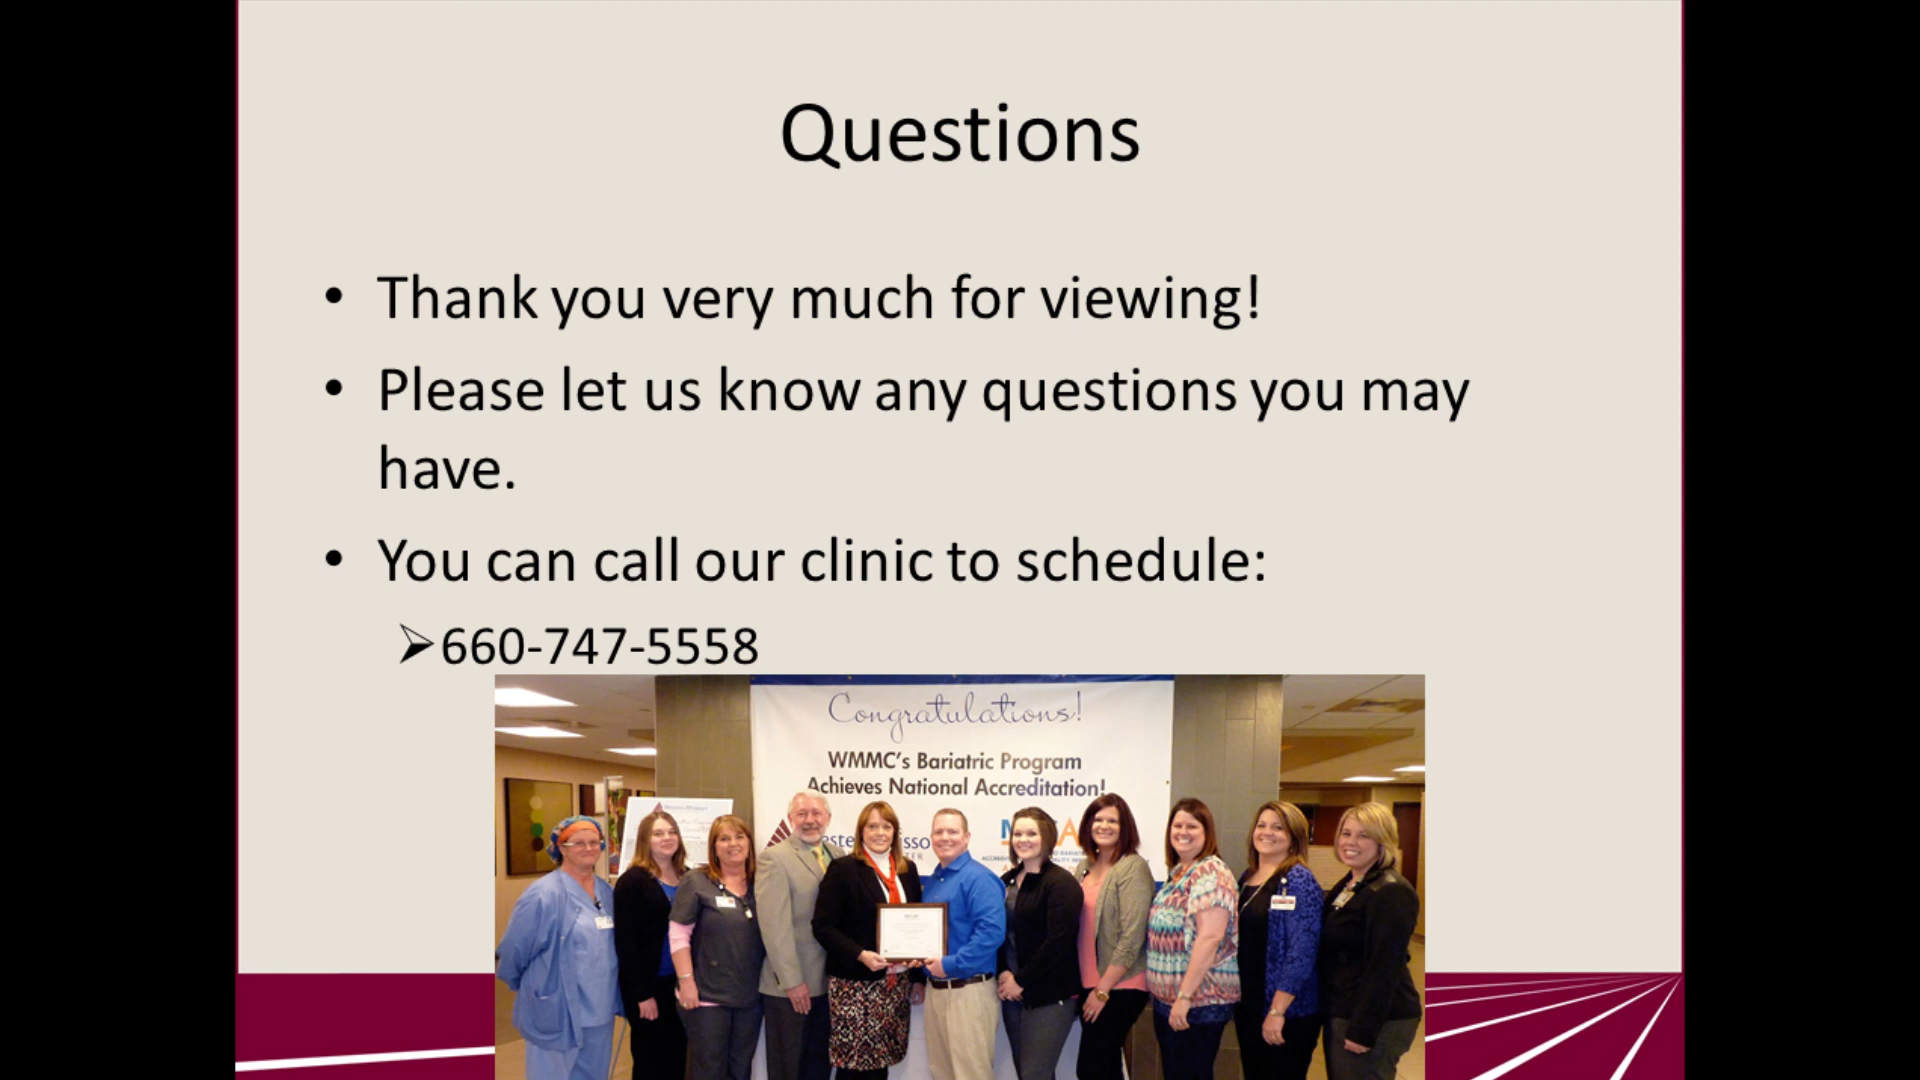 Questions
• Thank you very much for viewing!
• Please let us know any questions you may
have.
• You can call our clinic to schedule:
➢660-747-5558
Congratulations!
WMMC's Bariatric Program
Achieves National Accreditation!